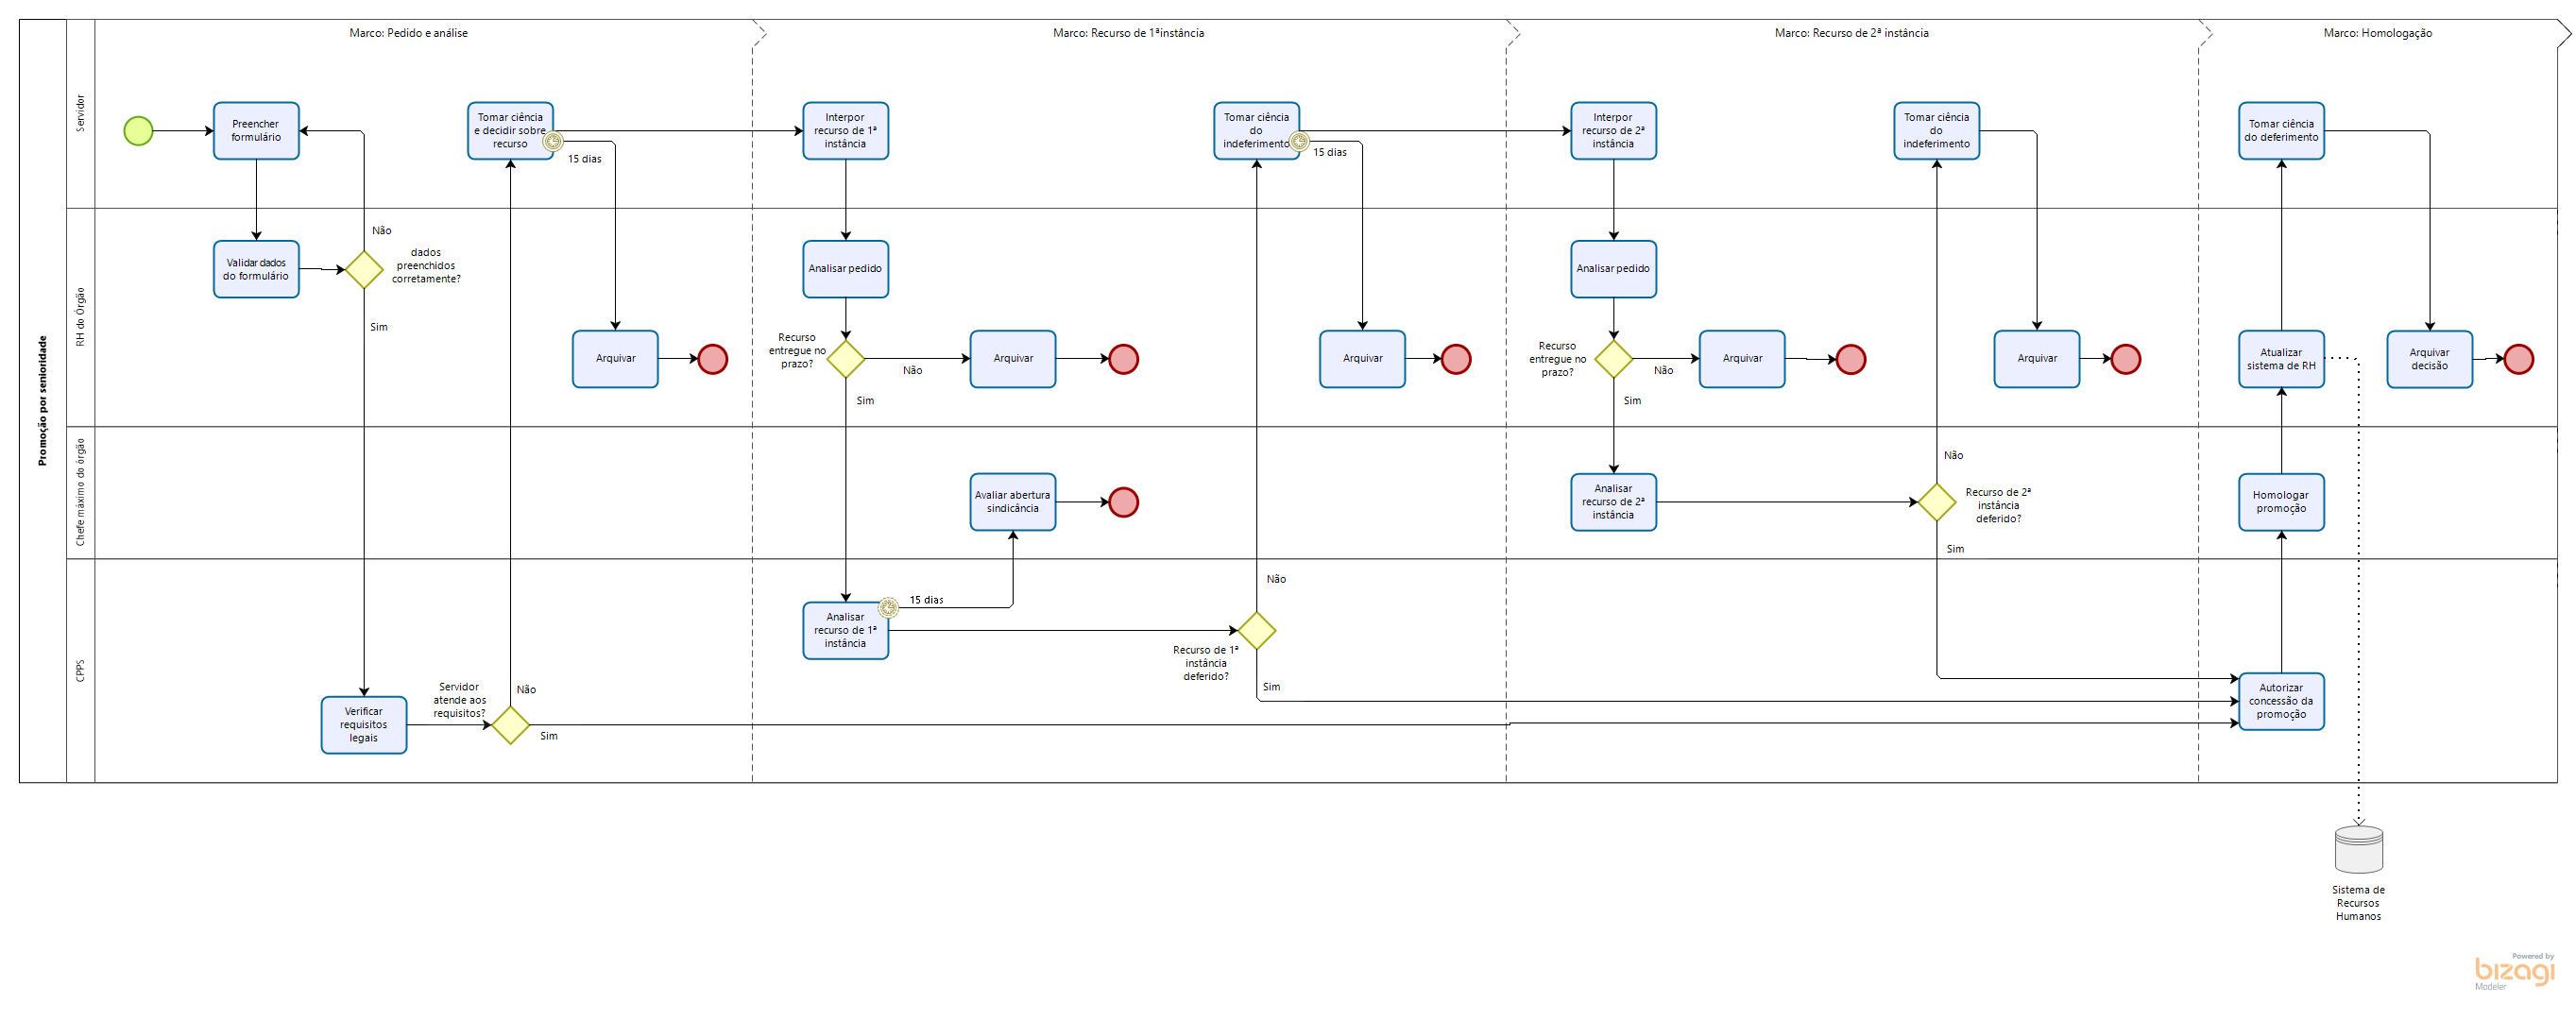 Marco: Pedido e análise
Marco: Recurso de 1ªinstância
Marco: Recurso de 2ª instância
Marco: Homologação
Promoção por senioridade
Servidor
Preencher
formulário
Tomar ciência
e decidir sobre
recurso
15 dias
Interpor
recurso de 1ª
instância
Tomar ciência
do
indeferimento
15 dias
Interpor
recurso de 2ª
instância
Tomar ciência
do
indeferimento
Tomar ciência
do deferimento
RH do Órgão
Validar dados
do formulário
Não
dados
preenchidos
corretamente?
Sim
Arquivar
Analisar pedido
Recurso
entregue no
prazo?
Não
Sim
Arquivar
Arquivar
Analisar pedido
Recurso
entregue no
prazo?
Não
Sim
Arquivar
Arquivar
Atualizar
sistema de RH
Arquivar
decisão
Chefe máximo do órgão
Avaliar abertura
sindicância
Analisar
recurso de 2ª
instância
Não
Recurso de 2ª
instância
deferido?
Sim
Homologar
promoção
CPPS
Verificar
requisitos
legais
Servidor
atende aos
requisitos?
Não
Sim
Analisar
recurso de 1ª
instância
15 dias
Não
Recurso de 1ª
instância
deferido?
Sim
Autorizar
concessão da
promoção
Sistema de
Recursos
Humanos
Powered by
bizagi
Modeler